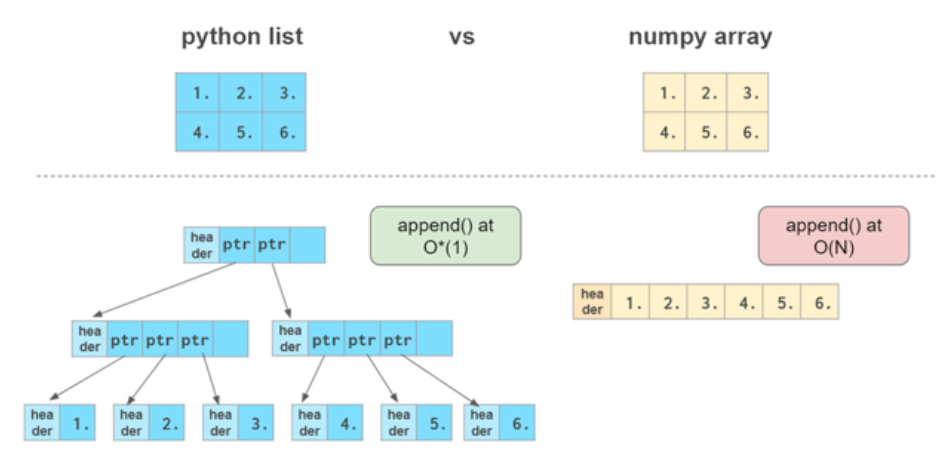 python list vs numpy array
1. 2. 3.
4. 5. 6.
1. 2. 3.
4. 5. 6.
append() at
O*(1)
append() at
O(N)
hea
der
ptr ptr
hea
der
1. 2. 3. 4. 5. 6.
hea
der
ptr ptr ptr
hea
der
ptr ptr ptr
hea
der
1.
hea
der
2.
hea
der
3.
hea
der
4.
hea
der
5.
hea
der
6.